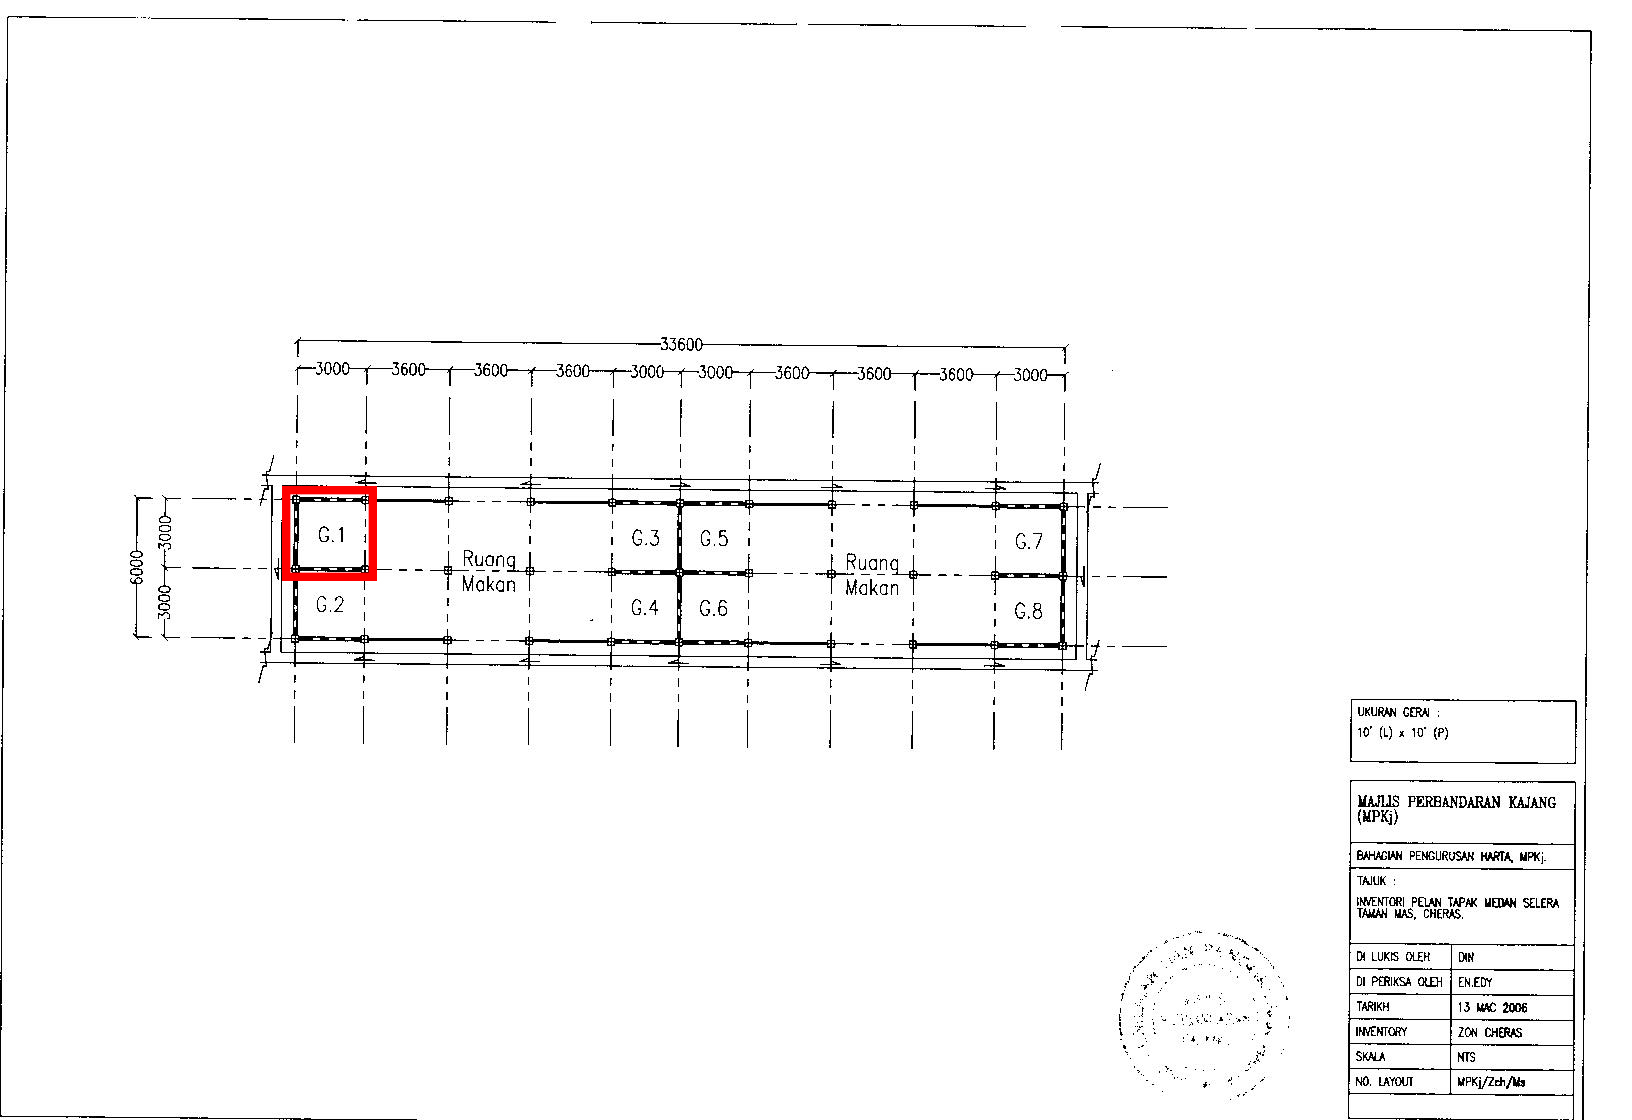 33600
3000 3600 3600 3600 3000 3000 3600 3600 3600 3000
6000
3000
3000
G.1
G.2
Ruang
Makan
G.3
G.4
G.5
G.6
Ruang
Makan
G.7
G.8
UKURAN GERAI :
10' (L) x 10' (P)
MAJLIS PERBANDARAN KAJANG
(MPKj)
BAHAGIAN PENGURUSAN HARTA, MPKj.
TAJUK :
INVENTORI PELAN TAPAK MEDAN SELERA
TAMAN MAS, CHERAS.
DI LUKIS OLEH DIN
DI PERIKSA OLEH EN.EDY
TARIKH 13 MAC 2006
INVENTORY ZON CHERAS
SKALA NTS
NO. LAYOUT MPKj/Zch/Ms